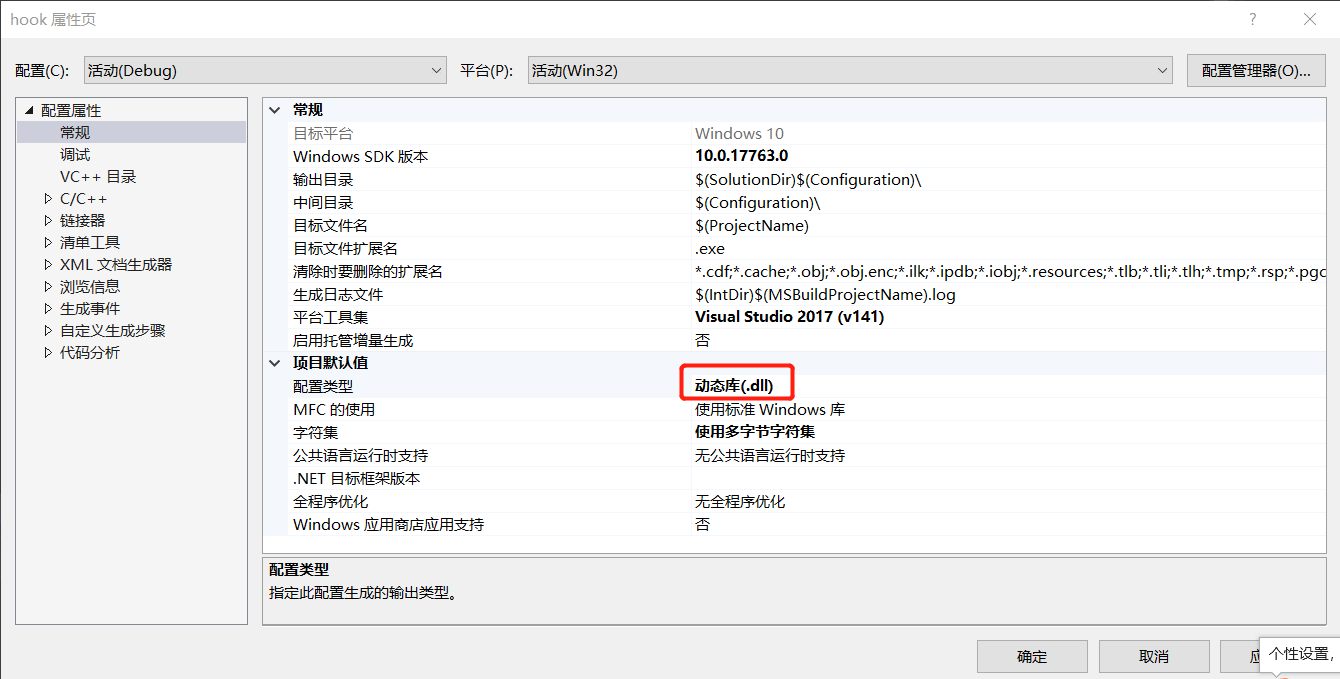 hook 属性页
配置(C): 活动(Debug) 平台(P): 活动(Win32) 配置管理器(O)...
配置属性
常规
调试
VC++ 目录
C/C++
链接器
清单工具
XML 文档生成器
浏览信息
生成事件
自定义生成步骤
代码分析
常规
目标平台 Windows 10
Windows SDK 版本 10.0.17763.0
输出目录 $(SolutionDir)$(Configuration)\
中间目录 $(Configuration)\
目标文件名 $(ProjectName)
目标文件扩展名 .exe
清除时要删除的扩展名 *.cdf;*.cache;*.obj;*.obj.enc;*.ilk;*.ipdb;*.iobj;*.resources;*.tlb;*.tli;*.tlh;*.tmp;*.rsp;*.pgc
生成日志文件 $(IntDir)$(MSBuildProjectName).log
平台工具集 Visual Studio 2017 (v141)
启用托管增量生成 否
项目默认值
配置类型 动态库(.dll)
MFC 的使用 使用标准 Windows 库
字符集 使用多字节字符集
公共语言运行时支持 无公共语言运行时支持
.NET 目标框架版本
全程序优化 无全程序优化
Windows 应用商店应用支持 否
配置类型
指定此配置生成的输出类型。
确定 取消
个性设置,